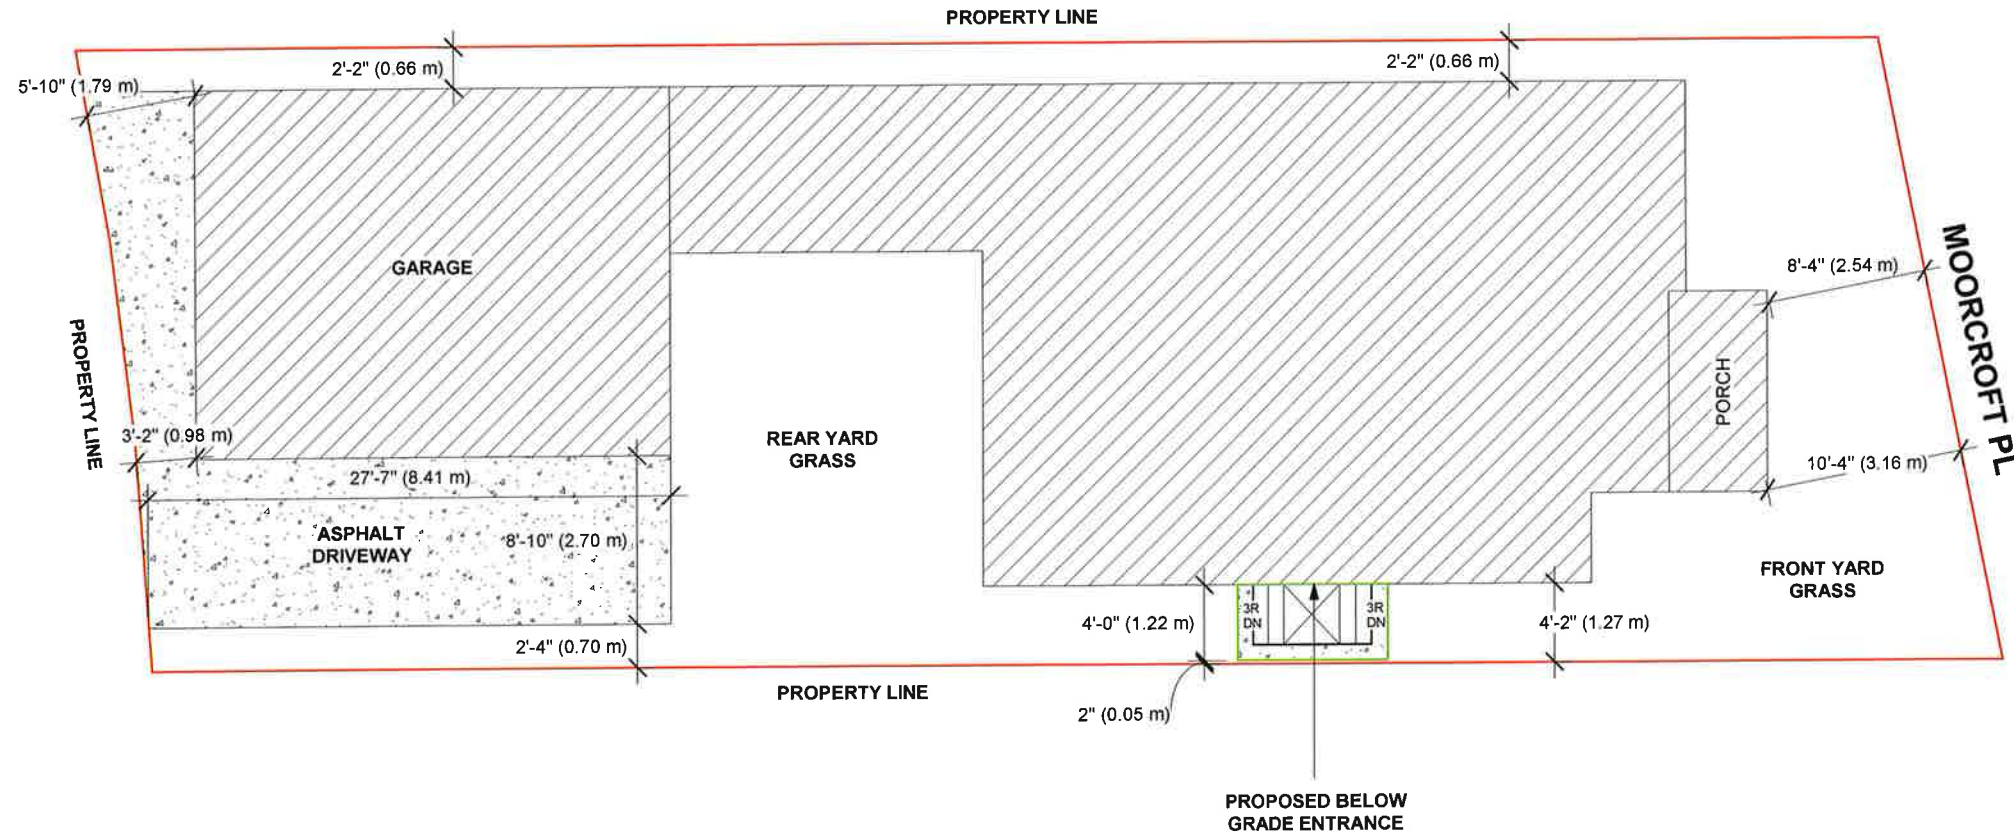 PROPERTY LINE
2'-2" (0.66 m)
2'-2" (0.66 m)
5'-10" (1.79 m)
GARAGE
MOORCROFT PL
8'-4" (2.54 m)
PROPERTY LINE
PORCH
3'-2" (0.98 m)
REAR YARD
GRASS
10'-4" (3.16 m)
27'-7" (8.41 m)
ASPHALT
DRIVEWAY
8'-10" (2.70 m)
FRONT YARD
GRASS
3R
DN
3R
DN
4'-0" (1.22 m)
4'-2" (1.27 m)
2'-4" (0.70 m)
PROPERTY LINE
2" (0.05 m)
PROPOSED BELOW
GRADE ENTRANCE